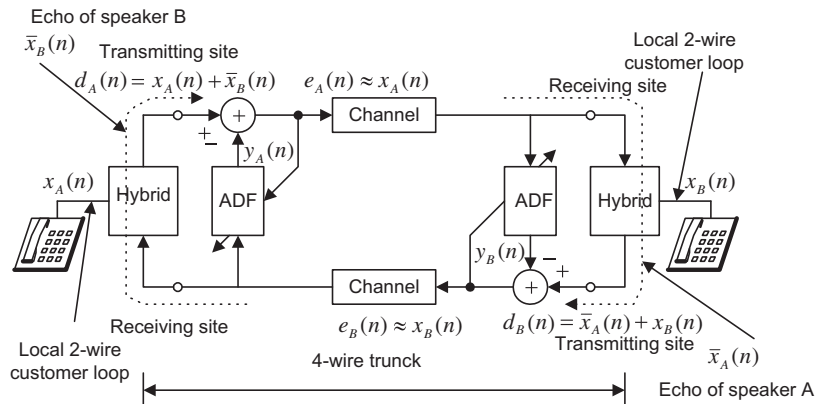 Echo of speaker B
x̄_B(n)
Transmitting site
d_A(n) = x_A(n) + x̄_B(n)
e_A(n) ≈ x_A(n)
Local 2-wire
customer loop
Receiving site
Channel
+
+
−
y_A(n)
x_A(n)
Hybrid
ADF
ADF
Hybrid
x_B(n)
y_B(n)
−
+
+
Channel
Receiving site
e_B(n) ≈ x_B(n)
d_B(n) = x̄_A(n) + x_B(n)
Transmitting site
x̄_A(n)
Local 2-wire
customer loop
4-wire trunck
Echo of speaker A